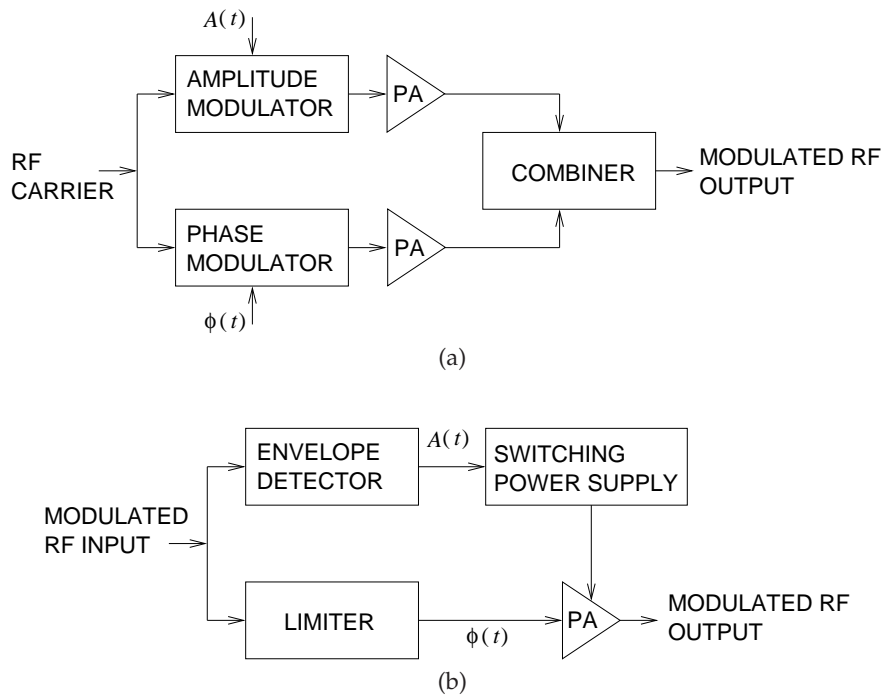 A(t)
AMPLITUDE
MODULATOR
PA
RF
CARRIER
COMBINER
MODULATED RF
OUTPUT
PHASE
MODULATOR
PA
ϕ(t)
(a)
ENVELOPE
DETECTOR
A(t)
SWITCHING
POWER SUPPLY
MODULATED
RF INPUT
LIMITER
ϕ(t)
PA
MODULATED RF
OUTPUT
(b)